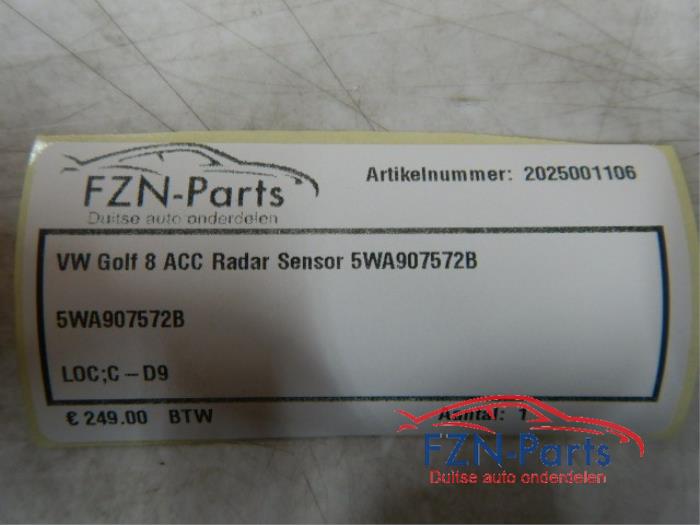 FZN-Parts
Duitse auto onderdelen
Artikelnummer: 2025001106
VW Golf 8 ACC Radar Sensor 5WA907572B
5WA907572B
LOC;C-D9
€ 249.00 BTW
Aantal: 1
FZN-Parts
Duitse auto onderdelen